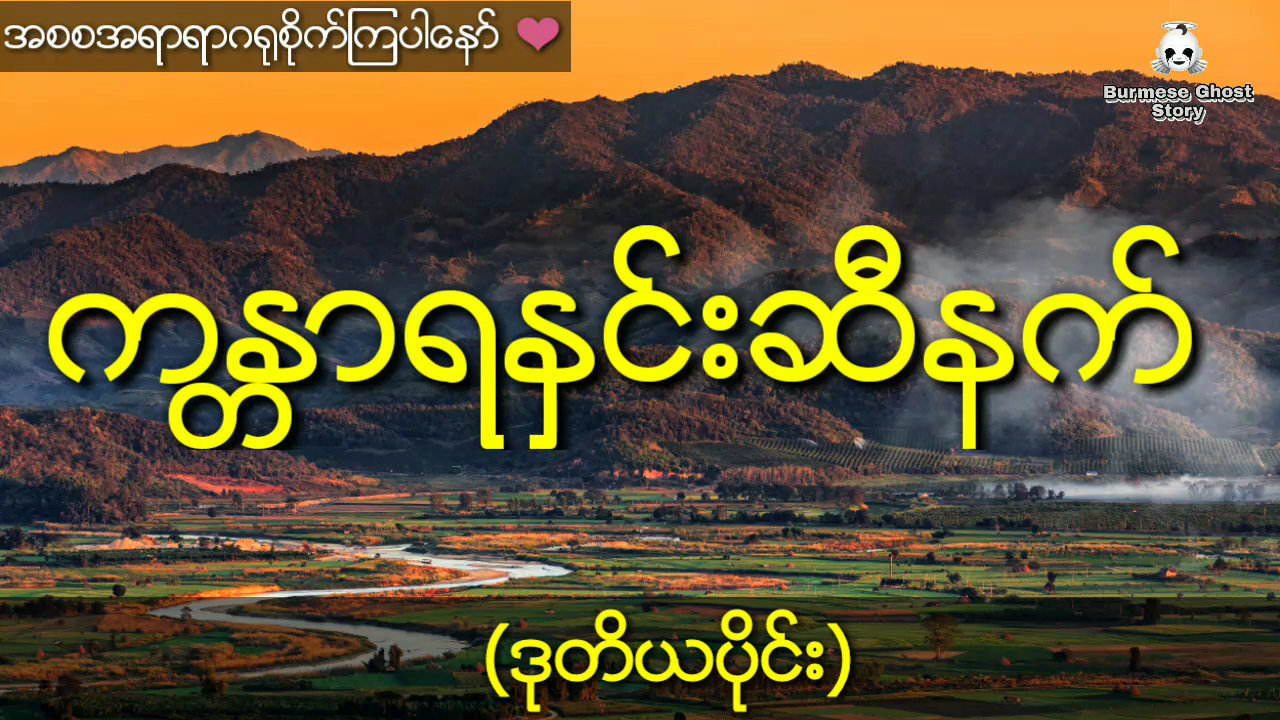 အစစအရာရာဂရုစိုက်ကြပါနော်
Burmese Ghost
Story
ကန္တာရနှင်းဆီနက်
(ဒုတိယပိုင်း)